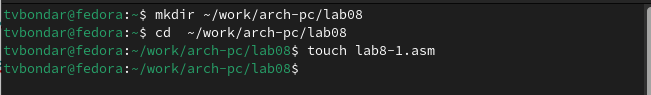 tvbondar@fedora:~$ mkdir ~/work/arch-pc/lab08
tvbondar@fedora:~$ cd  ~/work/arch-pc/lab08
tvbondar@fedora:~/work/arch-pc/lab08$ touch lab8-1.asm
tvbondar@fedora:~/work/arch-pc/lab08$